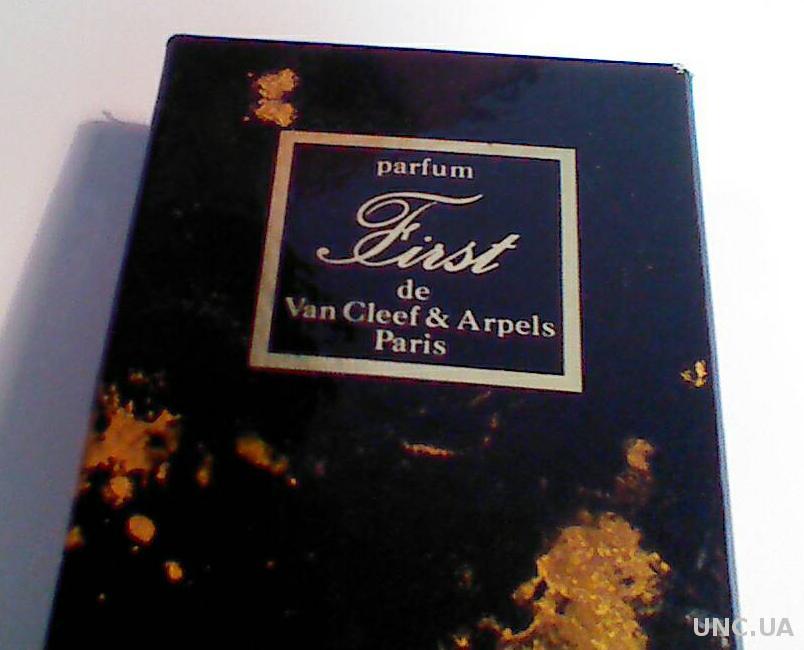 parfum
First
de
Van Cleef & Arpels
Paris
UNC.UA